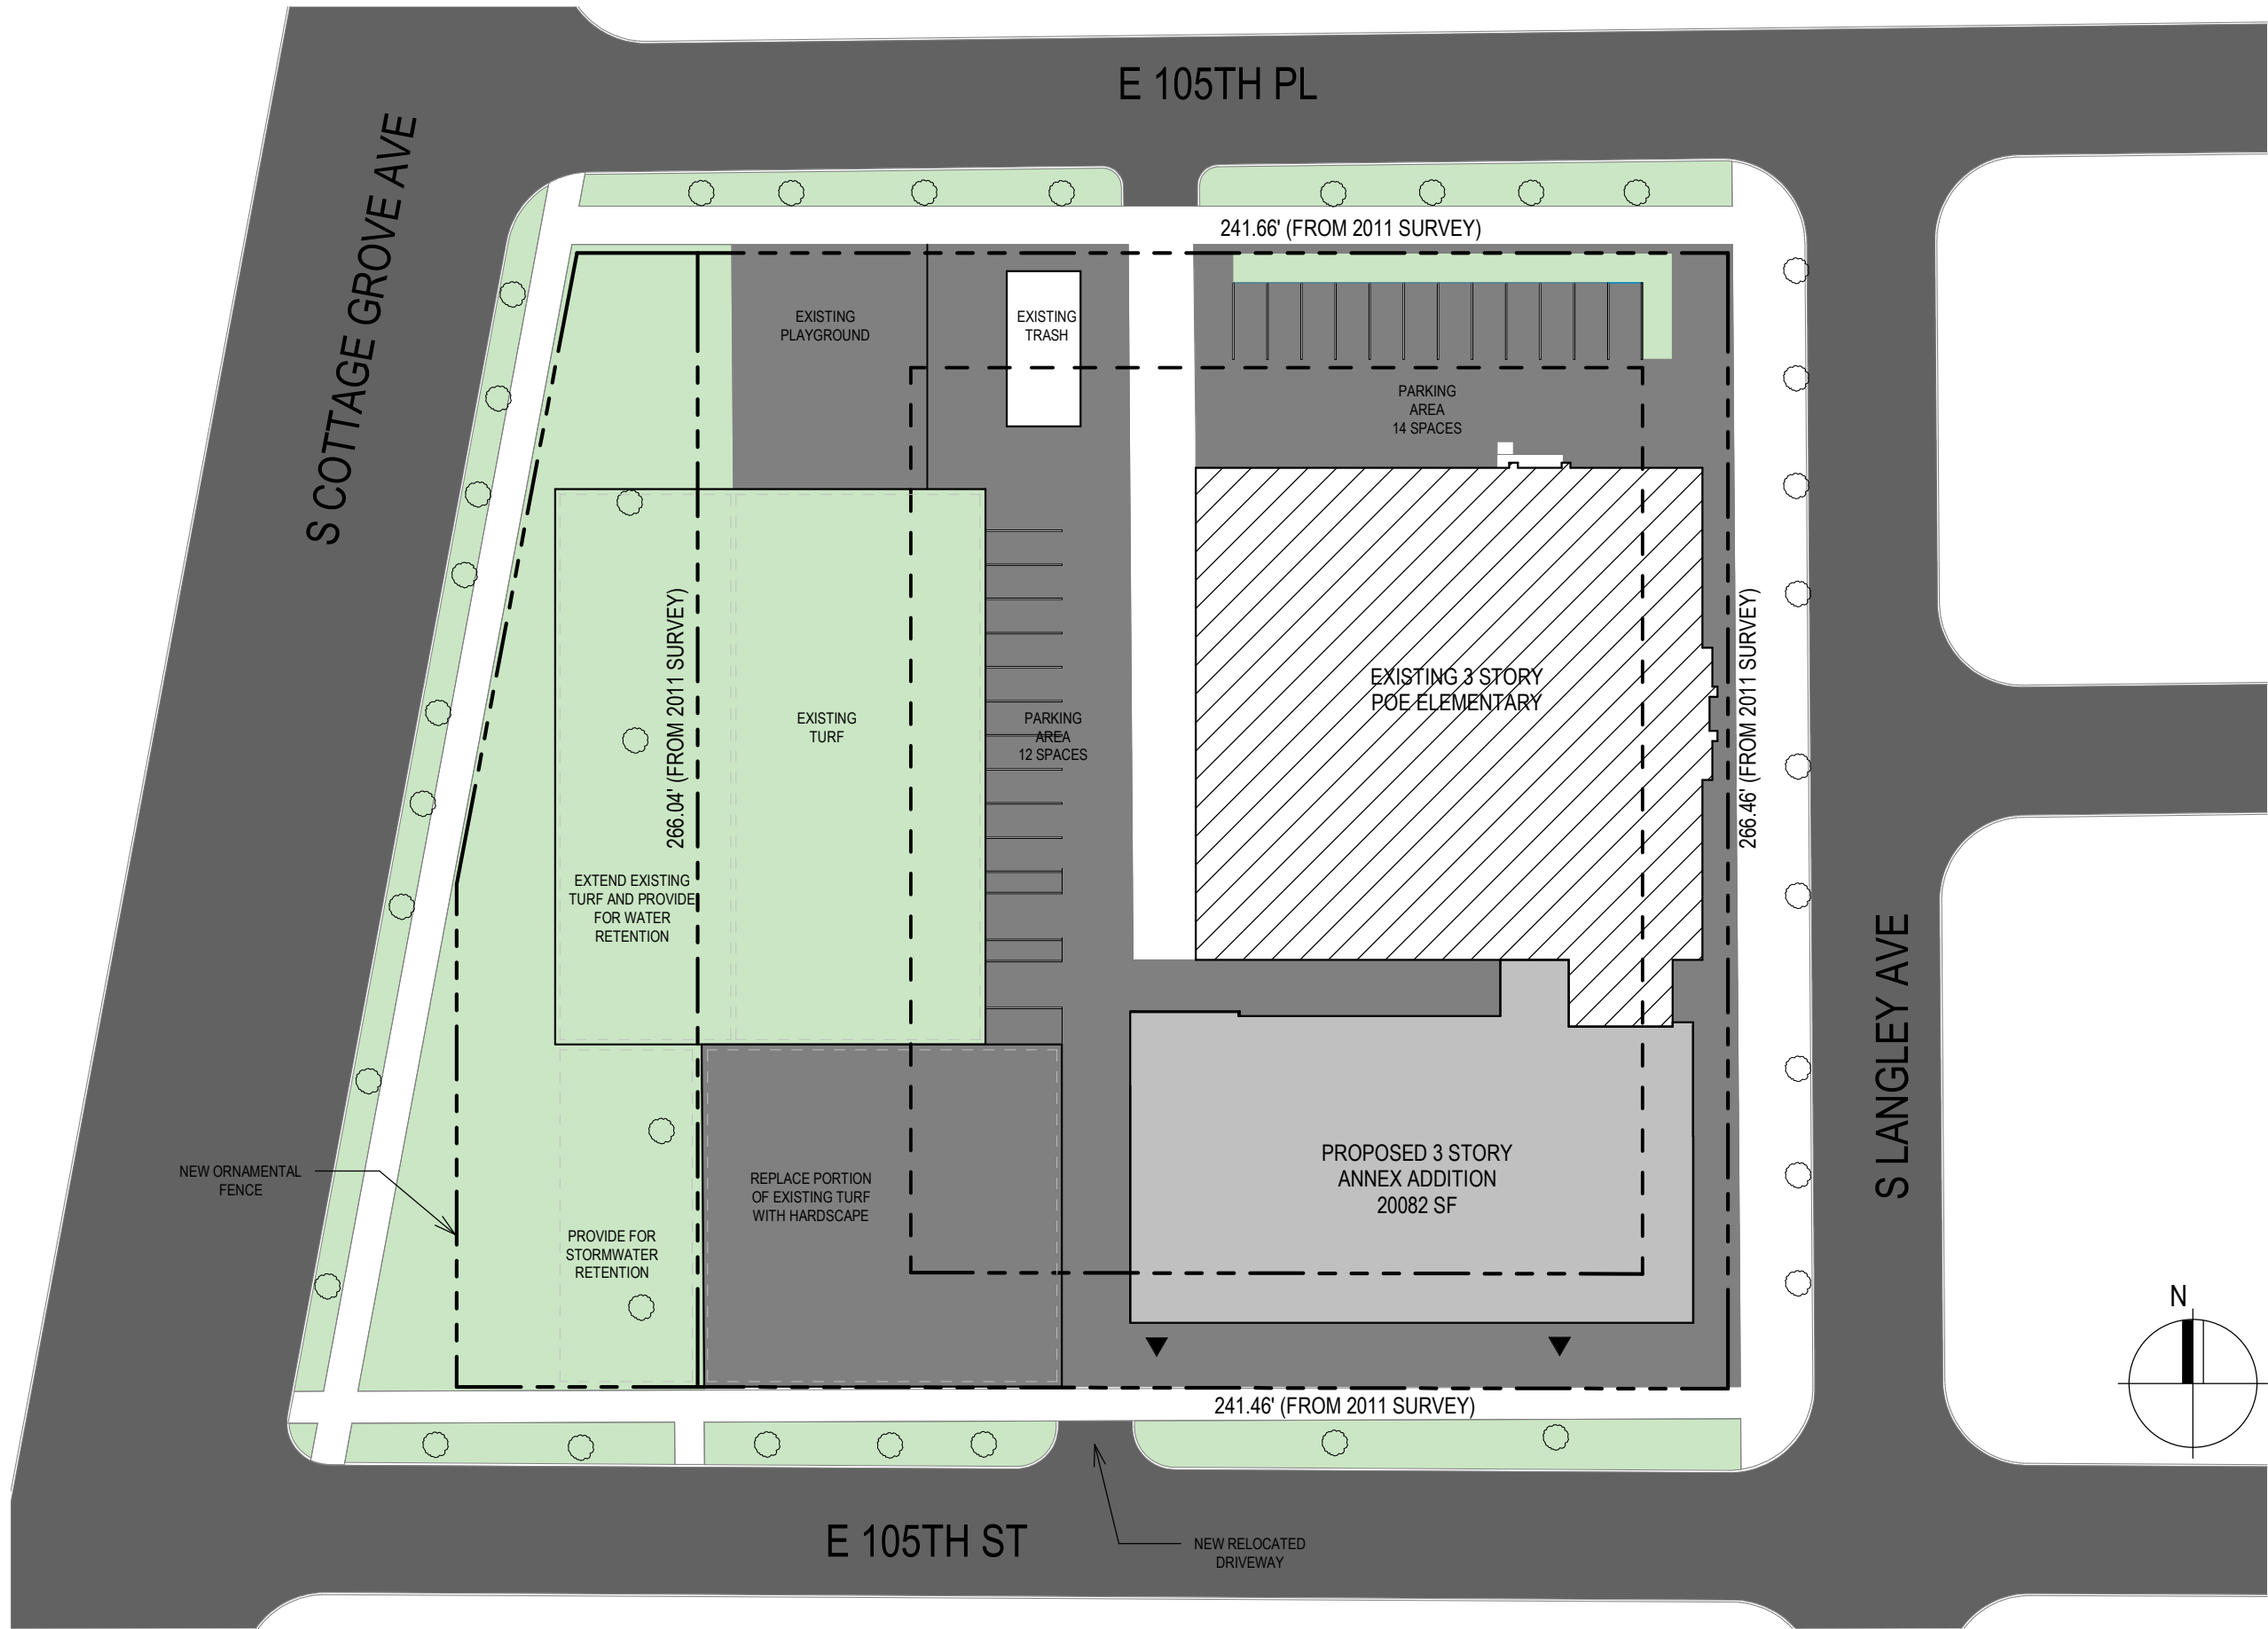 E 105TH PL
S COTTAGE GROVE AVE
241.66' (FROM 2011 SURVEY)
EXISTING
PLAYGROUND
EXISTING
TRASH
PARKING
AREA
14 SPACES
266.04' (FROM 2011 SURVEY)
EXISTING
TURF
PARKING
AREA
12 SPACES
EXISTING 3 STORY
POE ELEMENTARY
266.46' (FROM 2011 SURVEY)
EXTEND EXISTING
TURF AND PROVIDE
FOR WATER
RETENTION
S LANGLEY AVE
NEW ORNAMENTAL
FENCE
REPLACE PORTION
OF EXISTING TURF
WITH HARDSCAPE
PROPOSED 3 STORY
ANNEX ADDITION
20082 SF
PROVIDE FOR
STORMWATER
RETENTION
N
241.46' (FROM 2011 SURVEY)
E 105TH ST
NEW RELOCATED
DRIVEWAY